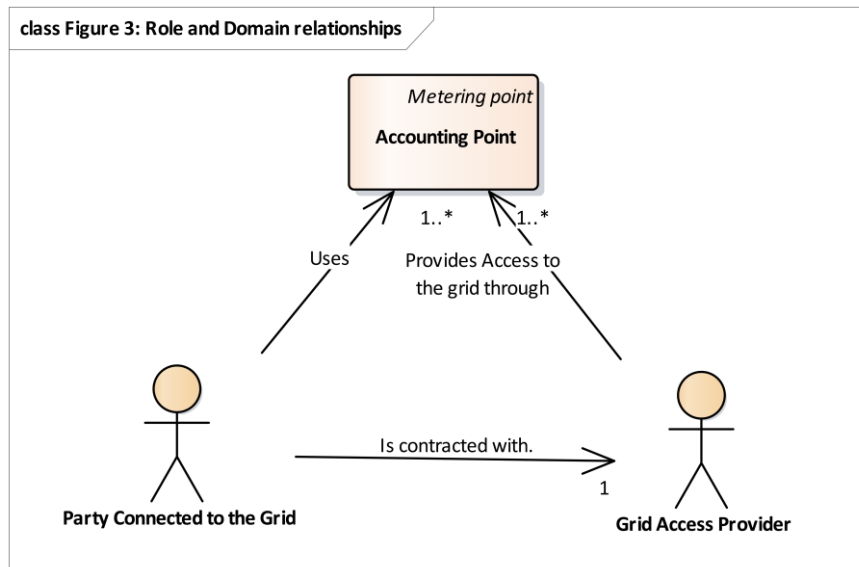 class Figure 3: Role and Domain relationships
Metering point
Accounting Point
1..*
1..*
Uses
Provides Access to
the grid through
Is contracted with.
1
Party Connected to the Grid
Grid Access Provider